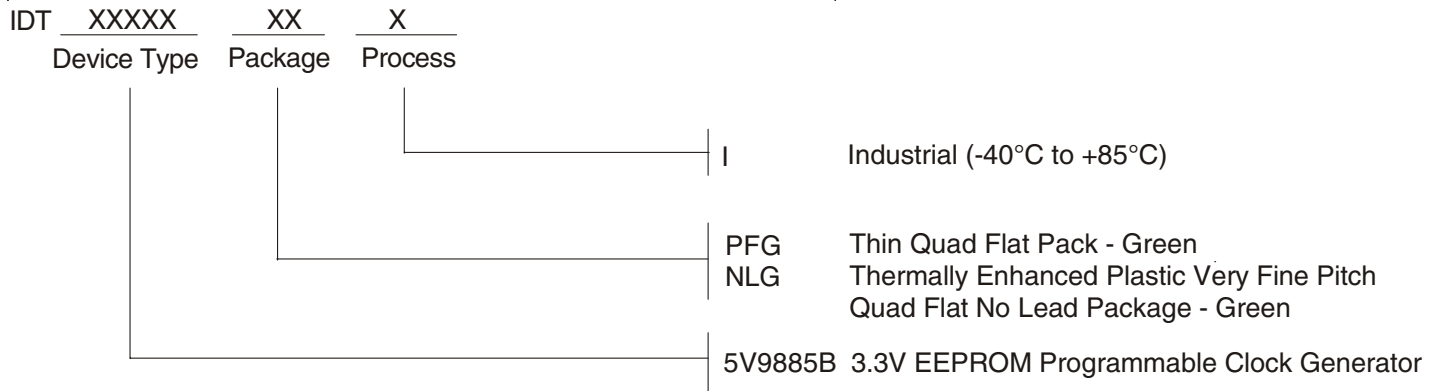 IDT XXXXX XX X
Device Type Package Process
I Industrial (-40°C to +85°C)
PFG Thin Quad Flat Pack - Green
NLG Thermally Enhanced Plastic Very Fine Pitch
Quad Flat No Lead Package - Green
5V9885B 3.3V EEPROM Programmable Clock Generator